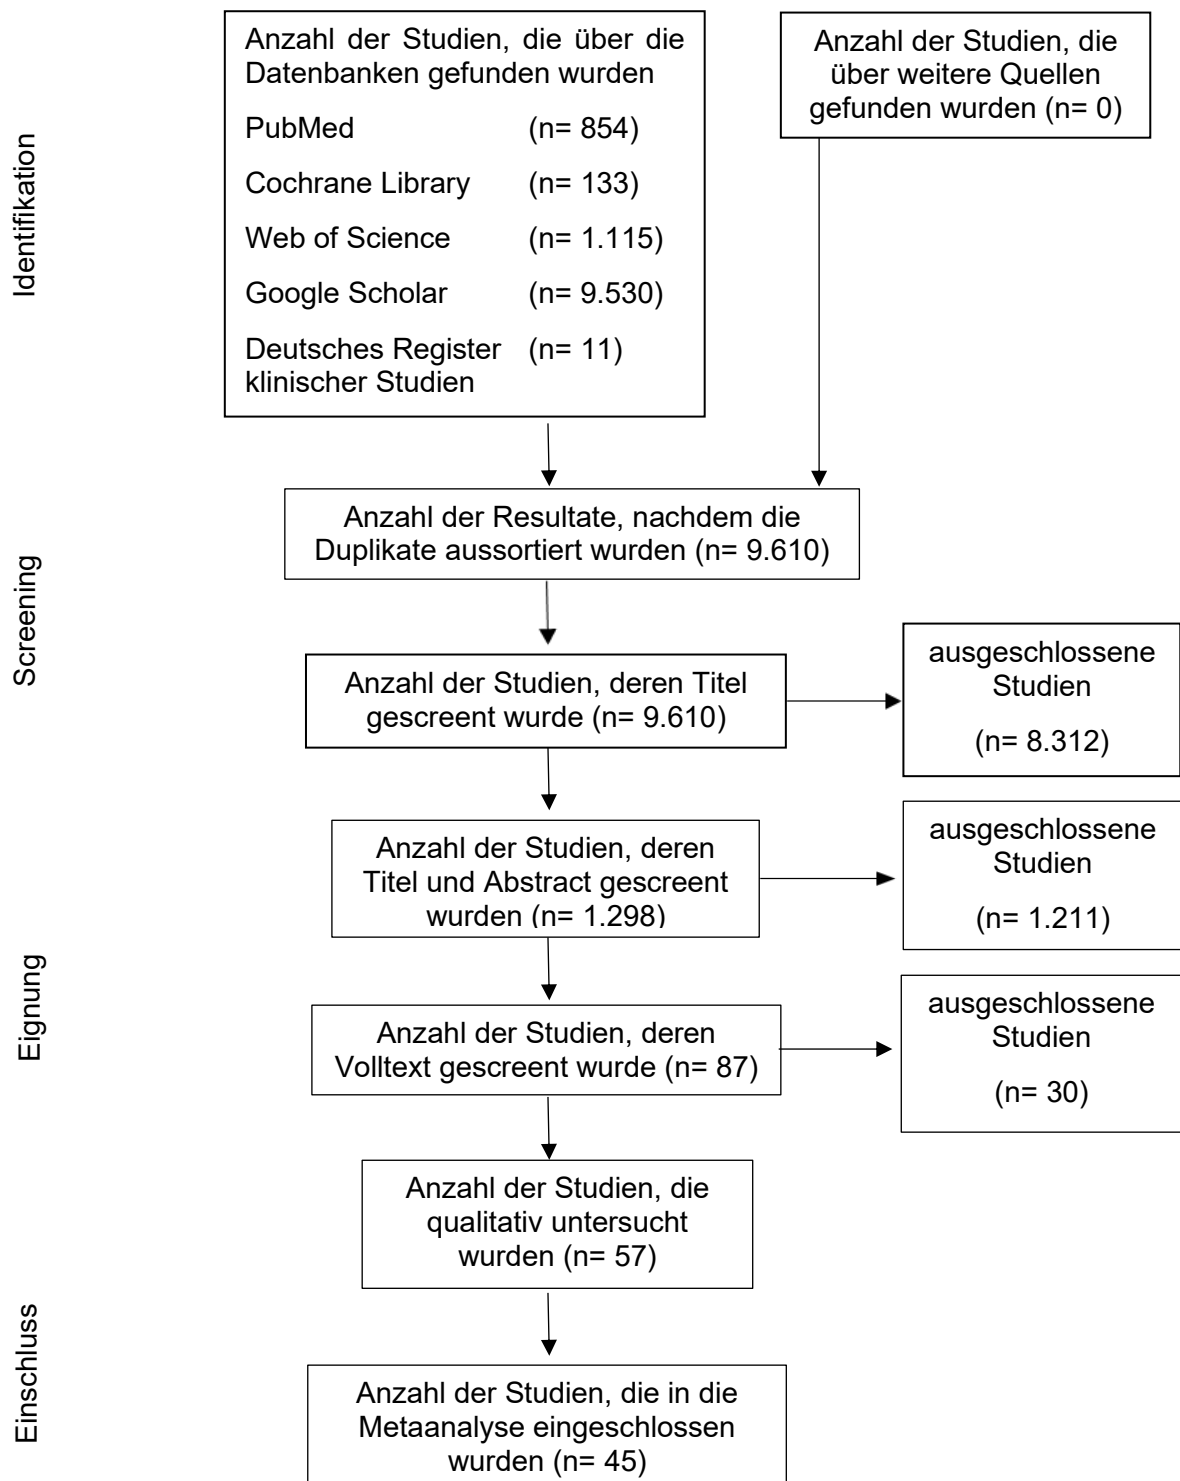 Identifikation
Anzahl der Studien, die über die
Datenbanken gefunden wurden
PubMed (n= 854)
Cochrane Library (n= 133)
Web of Science (n= 1.115)
Google Scholar (n= 9.530)
Deutsches Register (n= 11)
klinischer Studien
Anzahl der Studien, die
über weitere Quellen
gefunden wurden (n= 0)
Screening
Anzahl der Resultate, nachdem die
Duplikate aussortiert wurden (n= 9.610)
Anzahl der Studien, deren Titel
gescreent wurde (n= 9.610)
ausgeschlossene
Studien
(n= 8.312)
Anzahl der Studien, deren
Titel und Abstract gescreent
wurden (n= 1.298)
ausgeschlossene
Studien
(n= 1.211)
Eignung
Anzahl der Studien, deren
Volltext gescreent wurde (n= 87)
ausgeschlossene
Studien
(n= 30)
Anzahl der Studien, die
qualitativ untersucht
wurden (n= 57)
Einschluss
Anzahl der Studien, die in die
Metaanalyse eingeschlossen
wurden (n= 45)